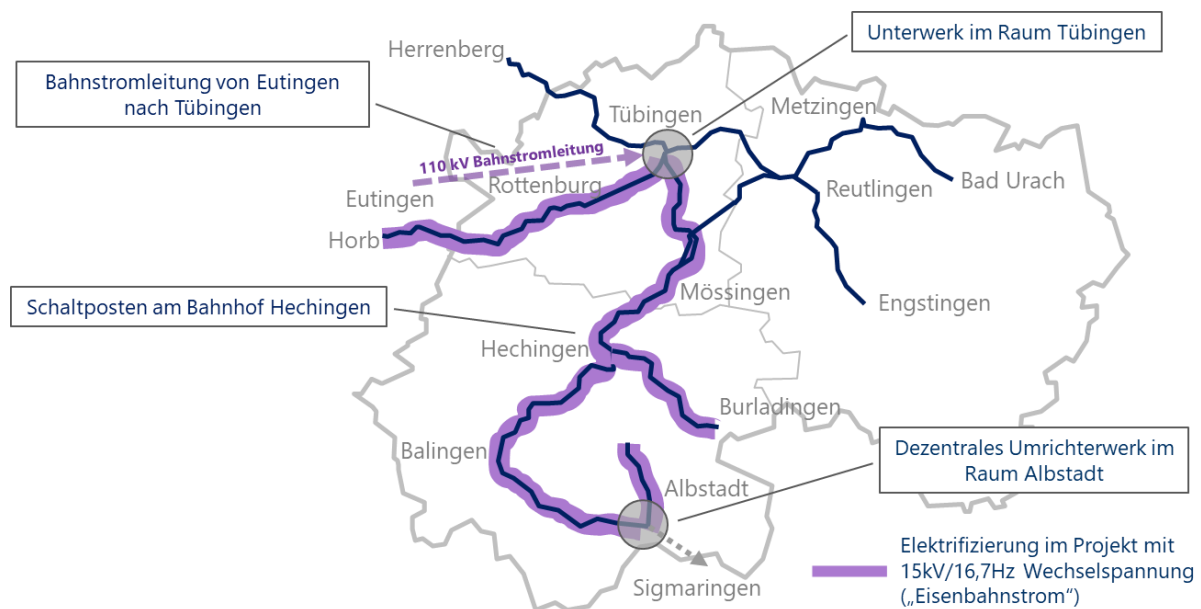 Herrenberg
Unterwerk im Raum Tübingen
Bahnstromleitung von Eutingen
nach Tübingen
Tübingen
Metzingen
110 kV Bahnstromleitung
Eutingen
Rottenburg
Reutlingen
Bad Urach
Horb
Schaltposten am Bahnhof Hechingen
Mössingen
Engstingen
Hechingen
Burladingen
Balingen
Dezentrales Umrichterwerk im
Raum Albstadt
Albstadt
Sigmaringen
Elektrifizierung im Projekt mit
15kV/16,7Hz Wechselspannung
(„Eisenbahnstrom“)